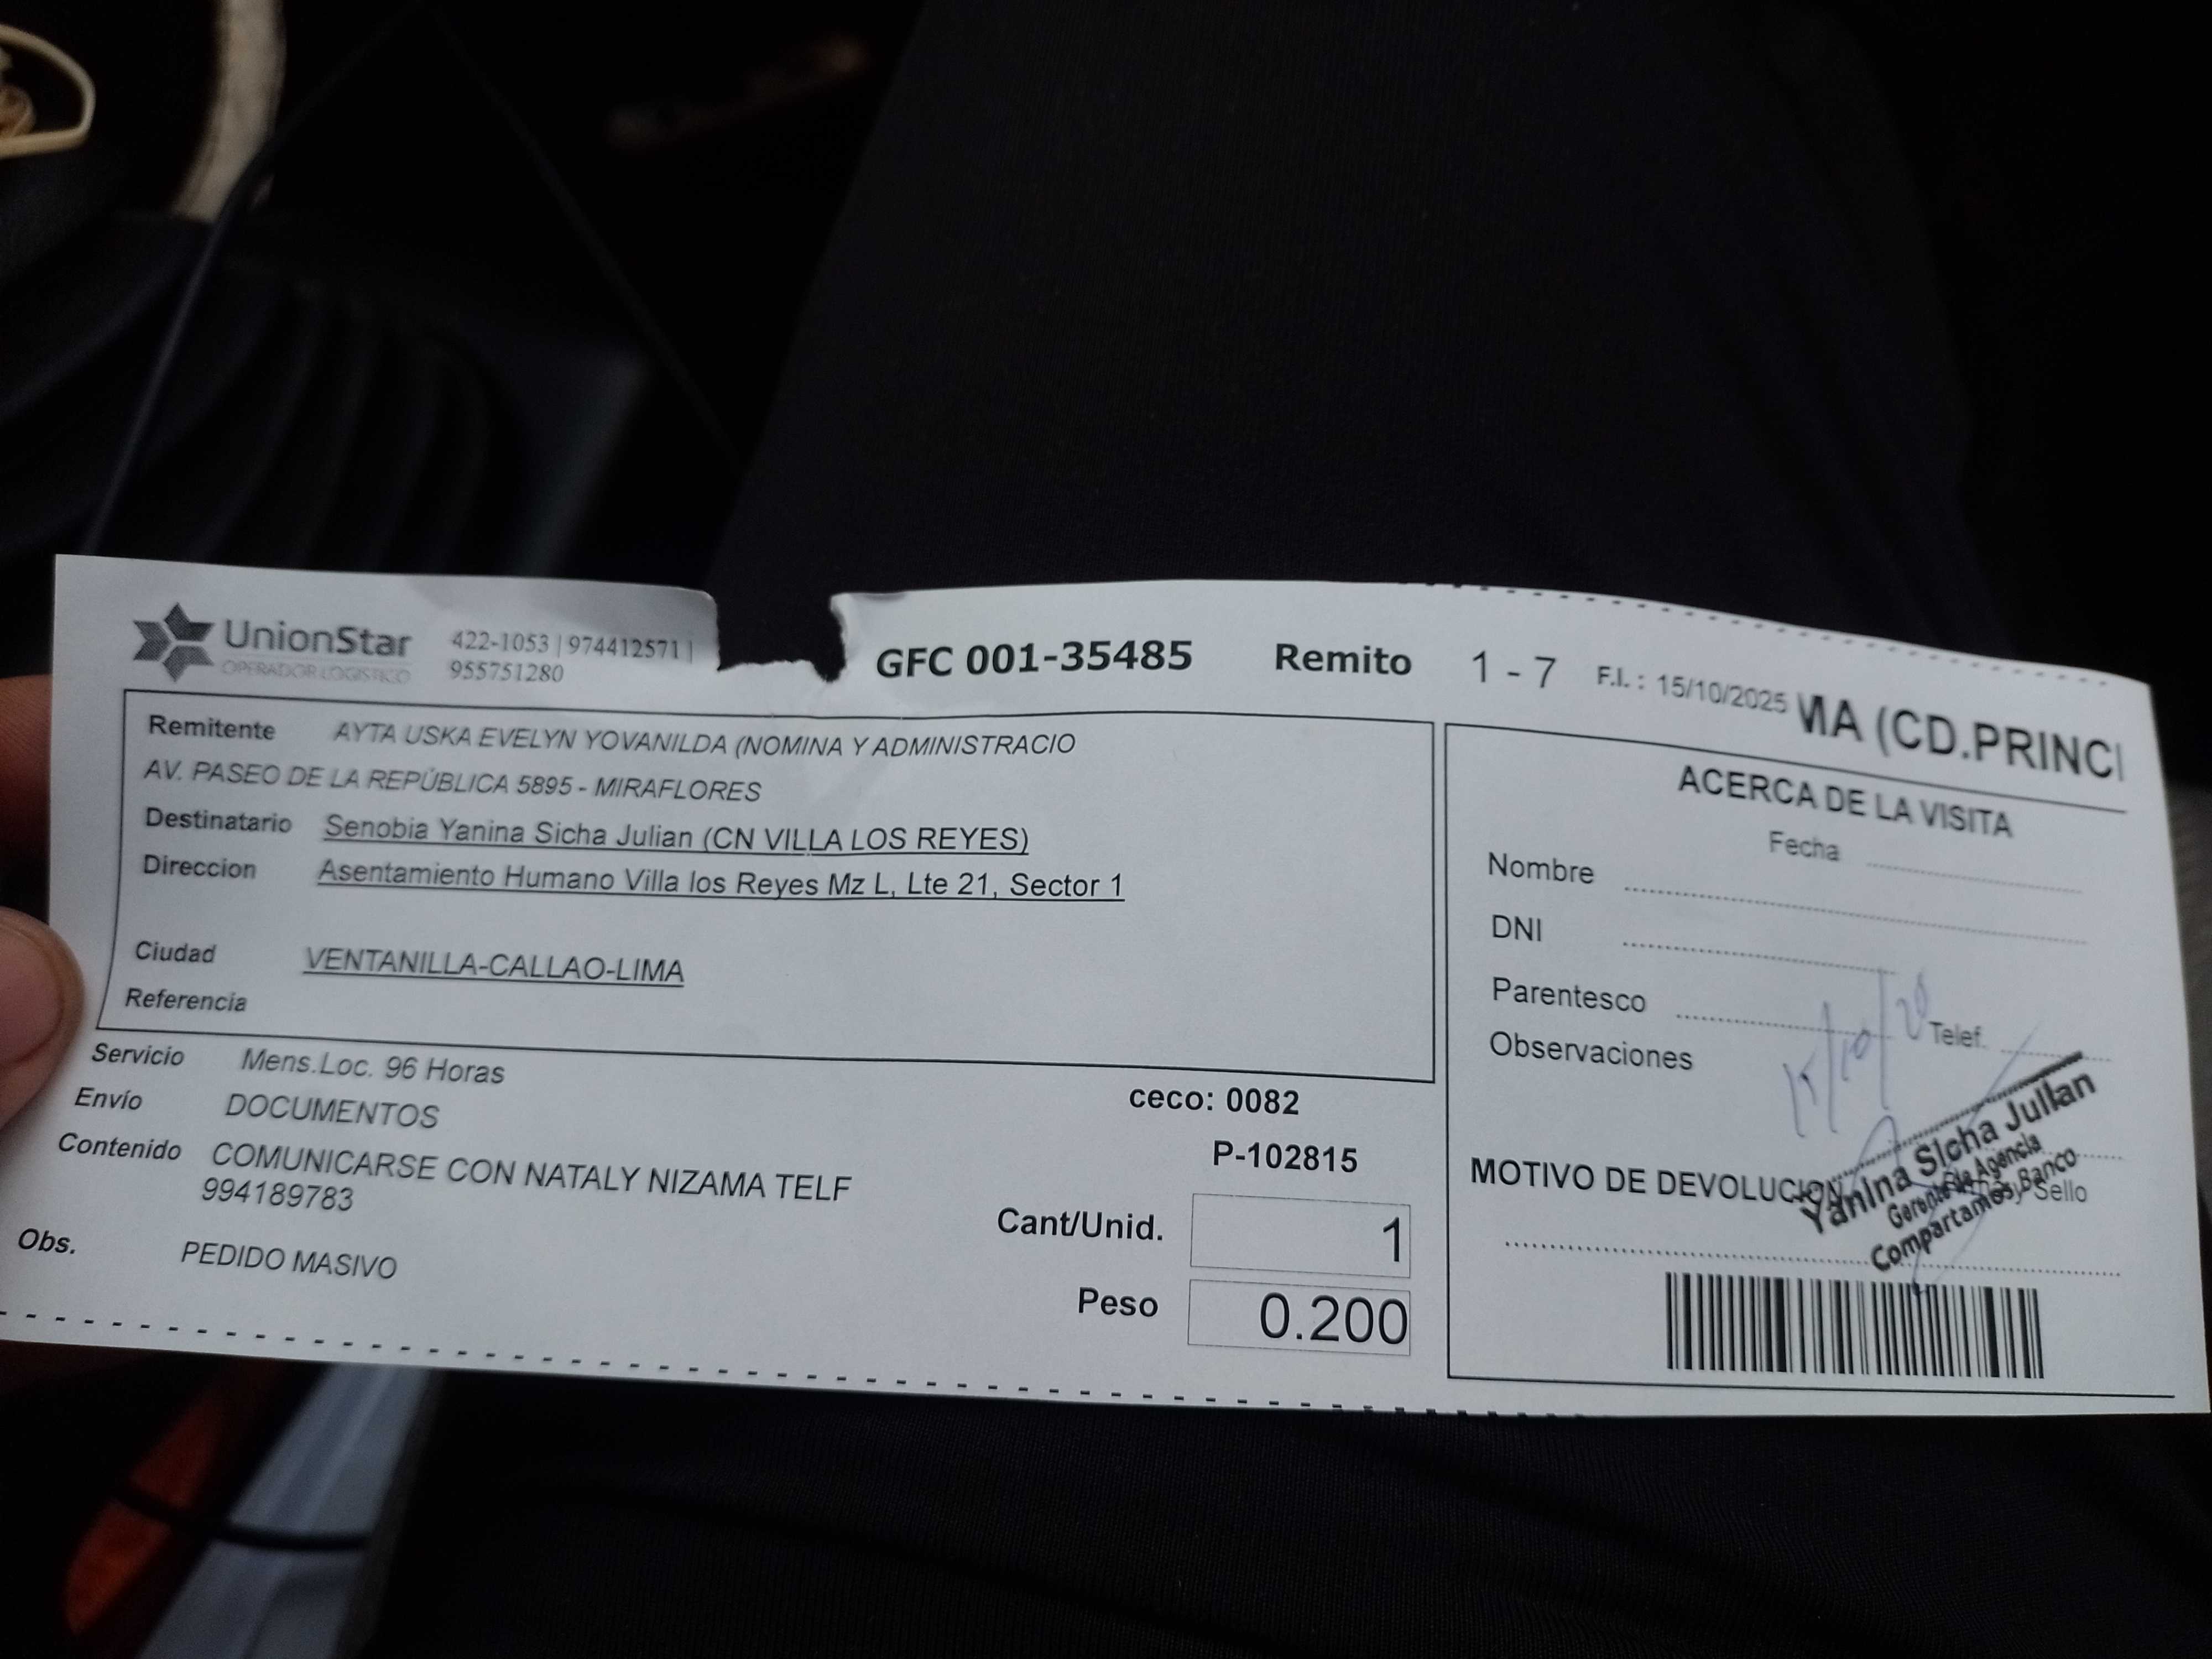 UnionStar
OPERADOR LOGISTICO
422-1053 | 974412571 |
955751280
GFC 001-35485 Remito 1 - 7 F.I. : 15/10/2025 MA (CD.PRINCI
Remitente AYTA USKA EVELYN YOVANILDA (NOMINA Y ADMINISTRACIO
AV. PASEO DE LA REPÚBLICA 5895 - MIRAFLORES
Destinatario Senobia Yanina Sicha Julian (CN VILLA LOS REYES)
Direccion Asentamiento Humano Villa los Reyes Mz L, Lte 21, Sector 1
Ciudad VENTANILLA-CALLAO-LIMA
Referencia
Servicio Mens.Loc. 96 Horas
Envío DOCUMENTOS
Contenido COMUNICARSE CON NATALY NIZAMA TELF
994189783
Obs. PEDIDO MASIVO
ceco: 0082
P-102815
Cant/Unid. 1
Peso 0.200
ACERCA DE LA VISITA
Fecha
Nombre
DNI
Parentesco
Telef.
Observaciones
MOTIVO DE DEVOLUCION
Sello
Yanina Sicha Julian
Gerente de Agencia
Compartamos Banco